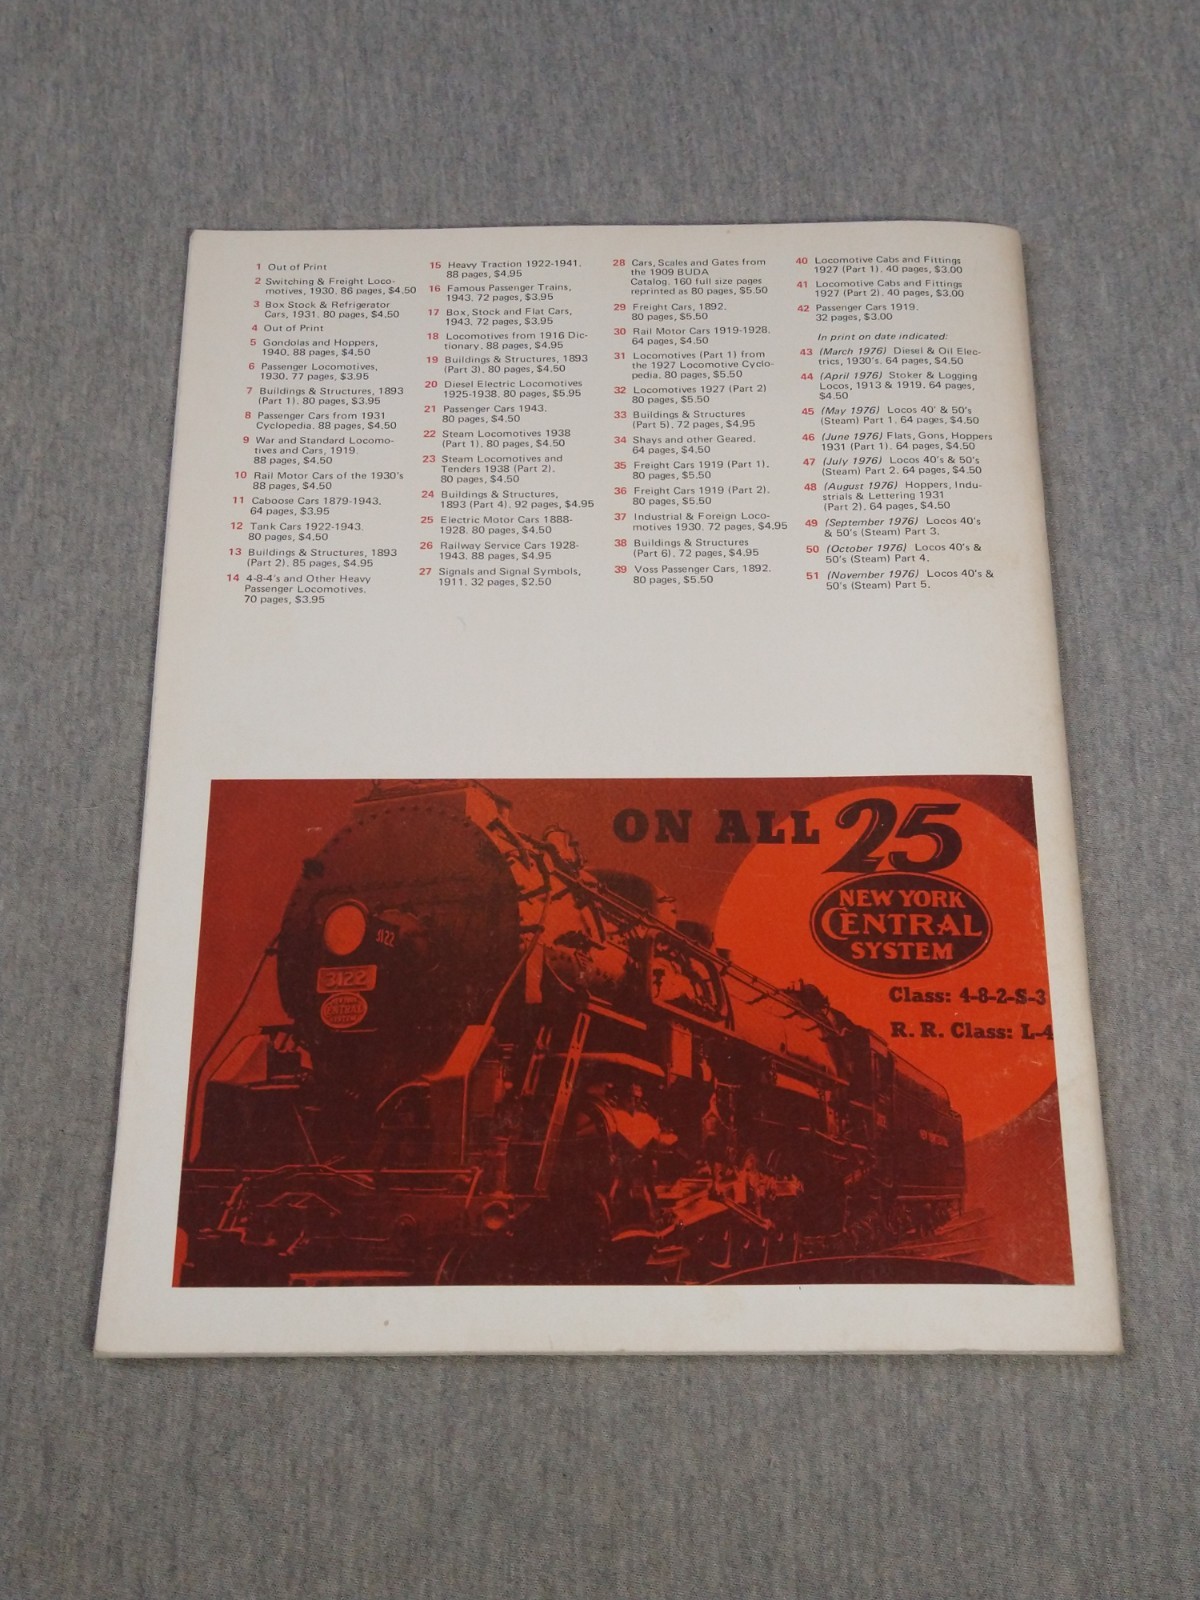 1 Out of Print
2 Switching & Freight Loco-
motives, 1930. 86 pages, $4.50
3 Box Stock & Refrigerator
Cars, 1931. 80 pages, $4.50
4 Out of Print
5 Gondolas and Hoppers,
1940. 88 pages, $4.50
6 Passenger Locomotives,
1930. 77 pages, $3.95
7 Buildings & Structures, 1893
(Part 1). 80 pages, $3.95
8 Passenger Cars from 1931
Cyclopedia. 88 pages, $4.50
9 War and Standard Locomo-
tives and Cars, 1919.
88 pages, $4.50
10 Rail Motor Cars of the 1930's
88 pages, $4.50
11 Caboose Cars 1879-1943.
64 pages, $3.95
12 Tank Cars 1922-1943.
80 pages, $4.50
13 Buildings & Structures, 1893
(Part 2). 85 pages, $4.95
14 4-8-4's and Other Heavy
Passenger Locomotives.
70 pages, $3.95
15 Heavy Traction 1922-1941.
88 pages, $4.95
16 Famous Passenger Trains,
1943. 72 pages, $3.95
17 Box, Stock and Flat Cars,
1943. 72 pages, $3.95
18 Locomotives from 1916 Dic-
tionary. 88 pages, $4.95
19 Buildings & Structures, 1893
(Part 3). 80 pages, $4.50
20 Diesel Electric Locomotives
1925-1938. 80 pages, $5.95
21 Passenger Cars 1943.
80 pages, $4.50
22 Steam Locomotives 1938
(Part 1). 80 pages, $4.50
23 Steam Locomotives and
Tenders 1938 (Part 2).
80 pages, $4.50
24 Buildings & Structures,
1893 (Part 4). 92 pages, $4.95
25 Electric Motor Cars 1888-
1928. 80 pages, $4.50
26 Railway Service Cars 1928-
1943. 88 pages, $4.95
27 Signals and Signal Symbols,
1911. 32 pages, $2.50
28 Cars, Scales and Gates from
the 1909 BUDA
Catalog. 160 full size pages
reprinted as 80 pages, $5.50
29 Freight Cars, 1892.
80 pages, $5.50
30 Rail Motor Cars 1919-1928.
64 pages, $4.50
31 Locomotives (Part 1) from
the 1927 Locomotive Cyclo-
pedia. 80 pages, $5.50
32 Locomotives 1927 (Part 2)
80 pages, $5.50
33 Buildings & Structures
(Part 5). 72 pages, $4.95
34 Shays and other Geared.
64 pages, $4.50
35 Freight Cars 1919 (Part 1).
80 pages, $5.50
36 Freight Cars 1919 (Part 2).
80 pages, $5.50
37 Industrial & Foreign Loco-
motives 1930. 72 pages, $4.95
38 Buildings & Structures
(Part 6). 72 pages, $4.95
39 Voss Passenger Cars, 1892.
80 pages, $5.50
40 Locomotive Cabs and Fittings
1927 (Part 1). 40 pages, $3.00
41 Locomotive Cabs and Fittings
1927 (Part 2). 40 pages, $3.00
42 Passenger Cars 1919.
32 pages, $3.00
In print on date indicated:
43 (March 1976) Diesel & Oil Elec-
trics, 1930's. 64 pages, $4.50
44 (April 1976) Stoker & Logging
Locos, 1913 & 1919. 64 pages,
$4.50
45 (May 1976) Locos 40' & 50's
(Steam) Part 1. 64 pages, $4.50
46 (June 1976) Flats, Gons, Hoppers
1931 (Part 1). 64 pages, $4.50
47 (July 1976) Locos 40's & 50's
(Steam) Part 2. 64 pages, $4.50
48 (August 1976) Hoppers, Indu-
strials & Lettering 1931
(Part 2). 64 pages, $4.50
49 (September 1976) Locos 40's
& 50's (Steam) Part 3.
50 (October 1976) Locos 40's &
50's (Steam) Part 4.
51 (November 1976) Locos 40's &
50's (Steam) Part 5.
ON ALL 25
NEW YORK
CENTRAL
SYSTEM
Class: 4-8-2-S-3
R. R. Class: L-4
3122
3122
NEW YORK
CENTRAL
SYSTEM